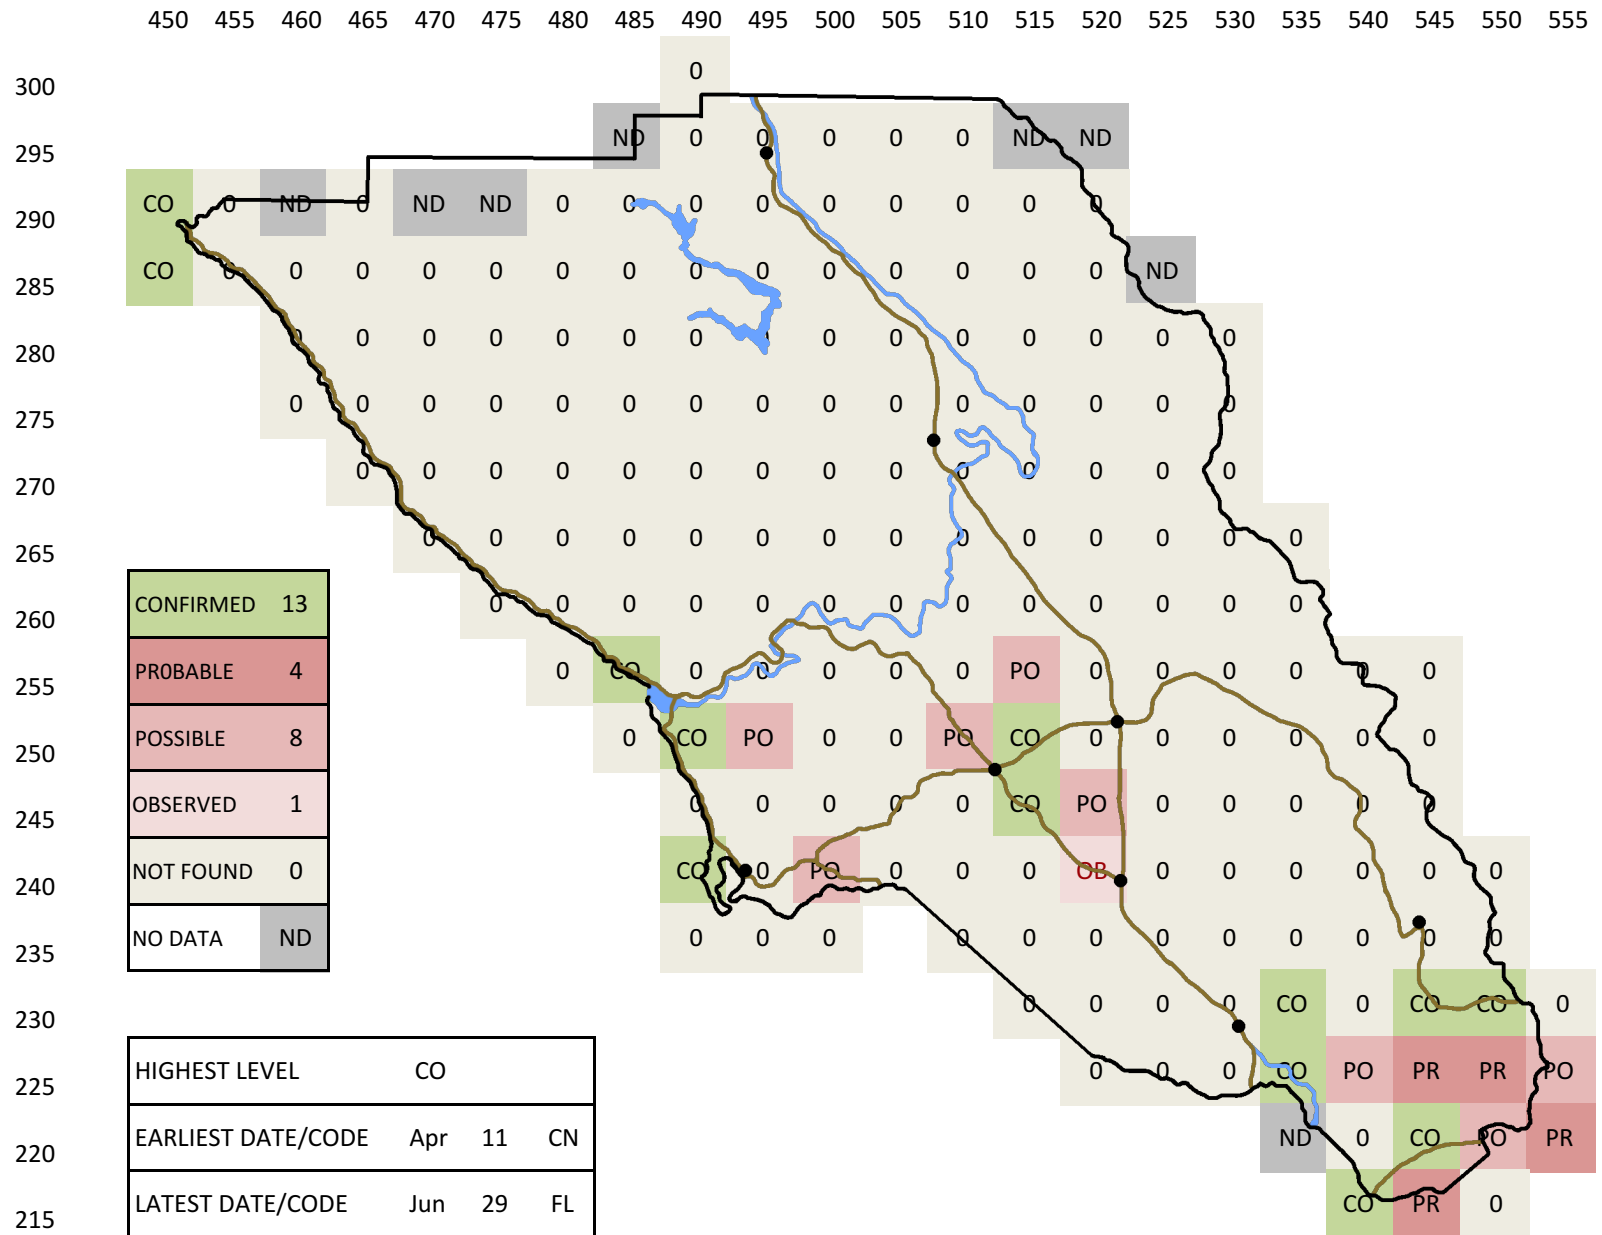 450 455 460 465 470 475 480 485 490 495 500 505 510 515 520 525 530 535 540 545 550 555
0
300
ND 0 0 0 0 0 ND ND
295
CO 0 ND 0 ND ND 0 0 0 0 0 0 0 0 0
290
CO 0 0 0 0 0 0 0 0 0 0 0 0 0 0 ND
285
0 0 0 0 0 0 0 0 0 0 0 0 0 0 0
280
0 0 0 0 0 0 0 0 0 0 0 0 0 0 0
275
0 0 0 0 0 0 0 0 0 0 0 0 0 0
270
0 0 0 0 0 0 0 0 0 0 0 0 0 0
265
0 0 0 0 0 0 0 0 0 0 0 0 0
260
0 CO 0 0 0 0 0 PO 0 0 0 0 0 0
255
0 CO PO 0 0 PO CO 0 0 0 0 0 0
250
0 0 0 0 0 CO PO 0 0 0 0 0 0
245
CO 0 PO 0 0 0 OB 0 0 0 0 0 0
240
0 0 0 0 0 0 0 0 0 0 0 0
235
0 0 0 0 CO 0 CO CO 0
230
0 0 0 CO PO PR PR PO
225
ND 0 CO PO PR
220
CO PR 0
215
CONFIRMED 13
PR0BABLE 4
POSSIBLE 8
OBSERVED 1
NOT FOUND 0
NO DATA ND
HIGHEST LEVEL CO
EARLIEST DATE/CODE Apr 11 CN
LATEST DATE/CODE Jun 29 FL